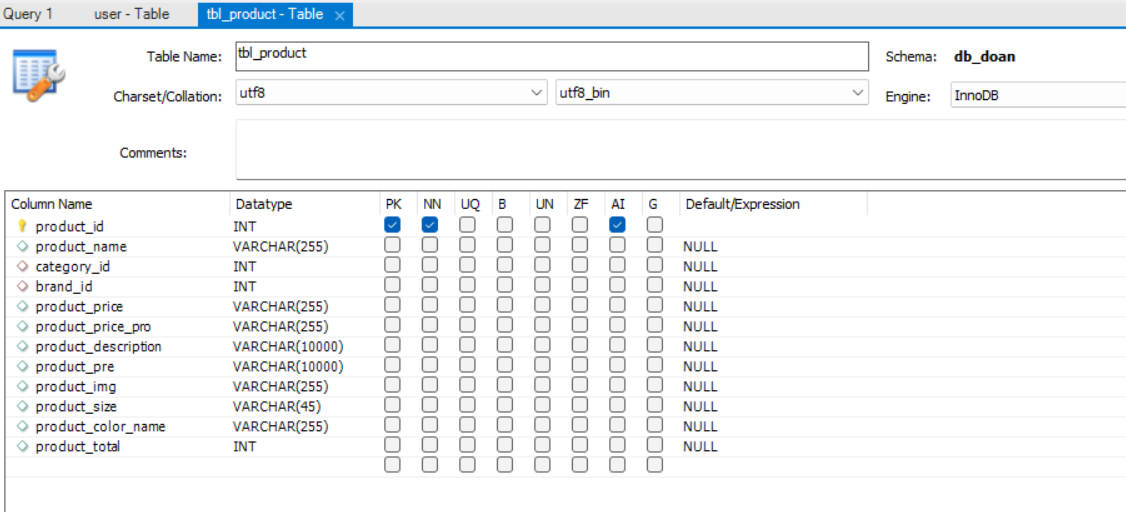 Query 1 user - Table tbl_product - Table ×
Table Name: tbl_product Schema: db_doan
Charset/Collation: utf8 utf8_bin Engine: InnoDB
Comments:
Column Name Datatype PK NN UQ B UN ZF AI G Default/Expression
product_id INT
product_name VARCHAR(255) NULL
category_id INT NULL
brand_id INT NULL
product_price VARCHAR(255) NULL
product_price_pro VARCHAR(255) NULL
product_description VARCHAR(10000) NULL
product_pre VARCHAR(10000) NULL
product_img VARCHAR(255) NULL
product_size VARCHAR(45) NULL
product_color_name VARCHAR(255) NULL
product_total INT NULL